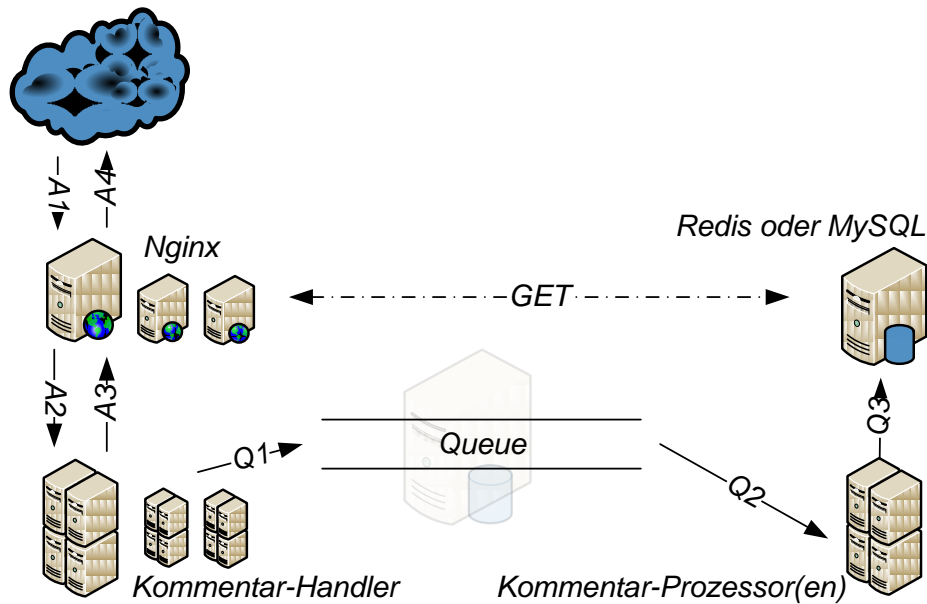 A1
A4
Nginx
Redis oder MySQL
GET
A2
A3
Q1
Queue
Q2
Q3
Kommentar-Handler
Kommentar-Prozessor(en)